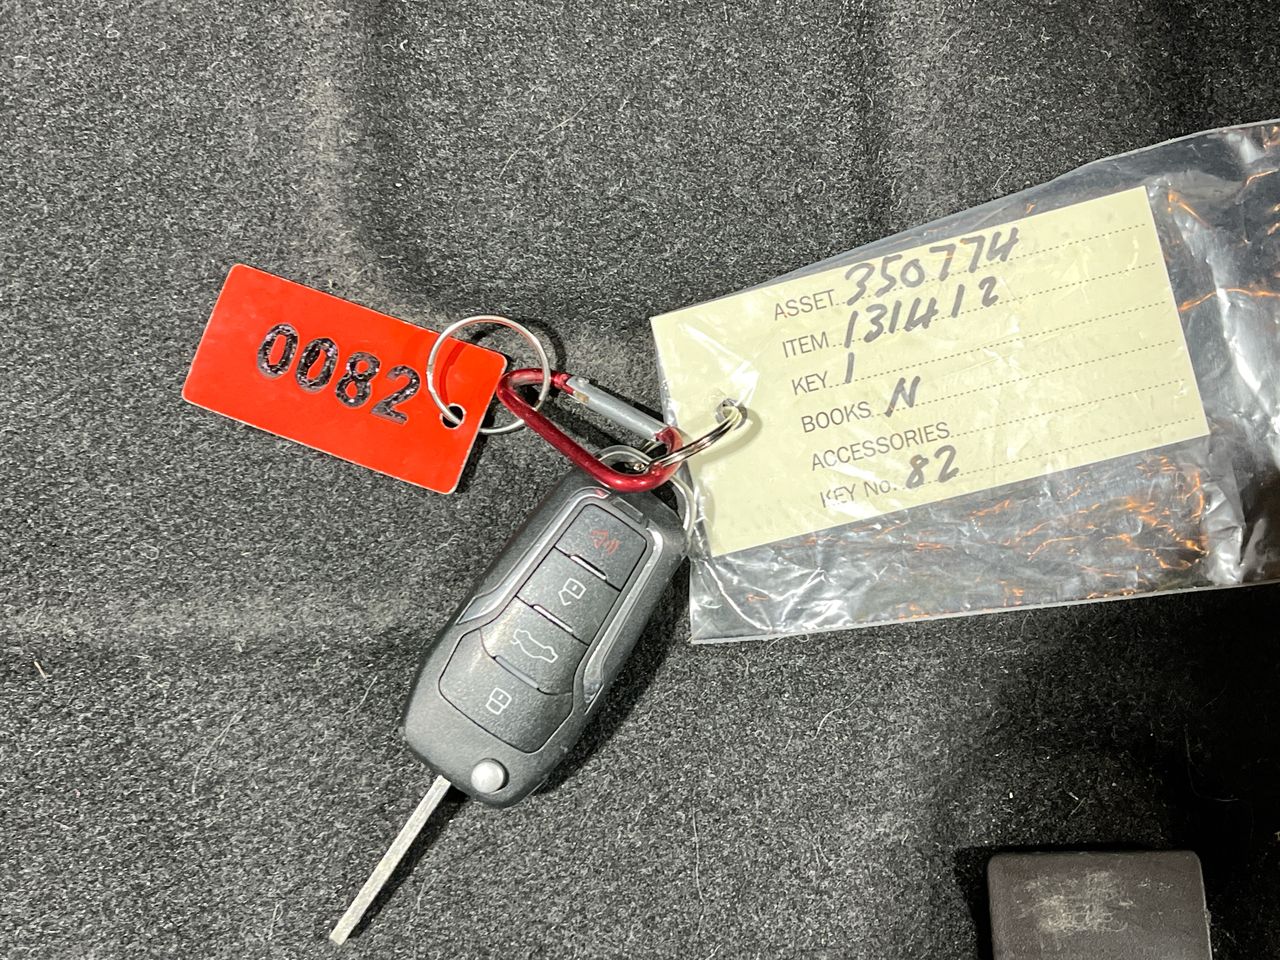 0082
ASSET 350774
ITEM 131412
KEY 1
BOOKS N
ACCESSORIES
KEY No. 82